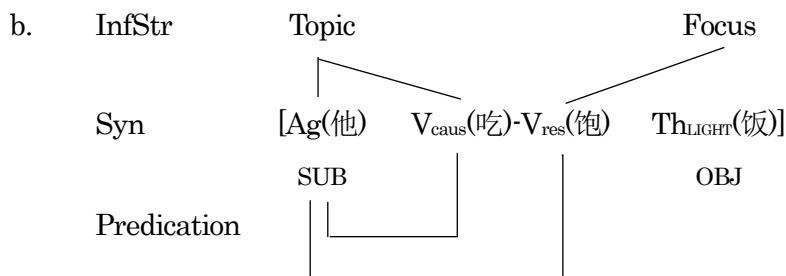 b. InfStr Topic Focus
Syn [Ag(他) Vcaus(吃)-Vres(饱) ThLIGHT(饭)]
SUB OBJ
Predication